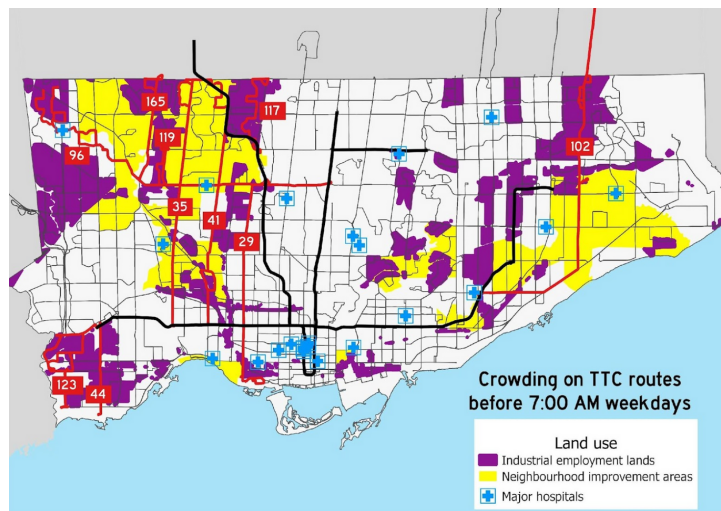 165
117
119
102
96
35
41
29
123
44
Crowding on TTC routes
before 7:00 AM weekdays
Land use
Industrial employment lands
Neighbourhood improvement areas
Major hospitals